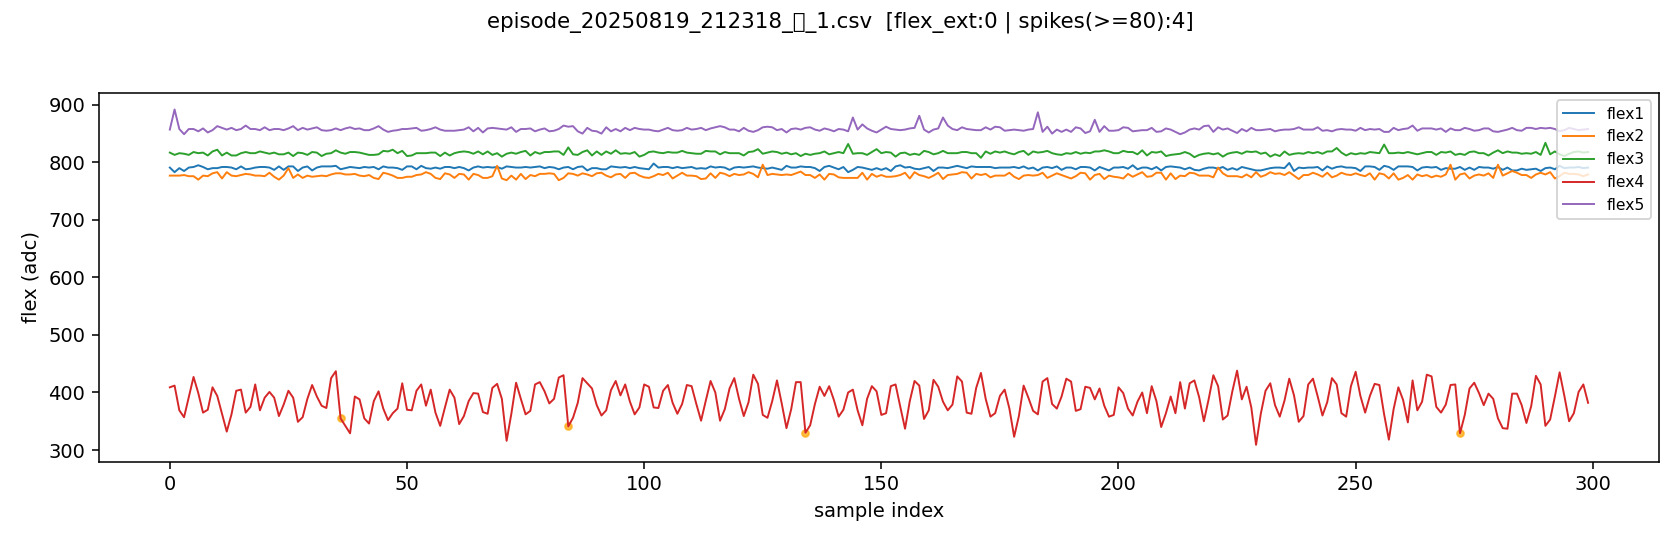 episode_20250819_212318_▯_1.csv [flex_ext:0 | spikes(>=80):4]
flex (adc)
900
800
700
600
500
400
300
flex1
flex2
flex3
flex4
flex5
0
50
100
150
200
250
300
sample index